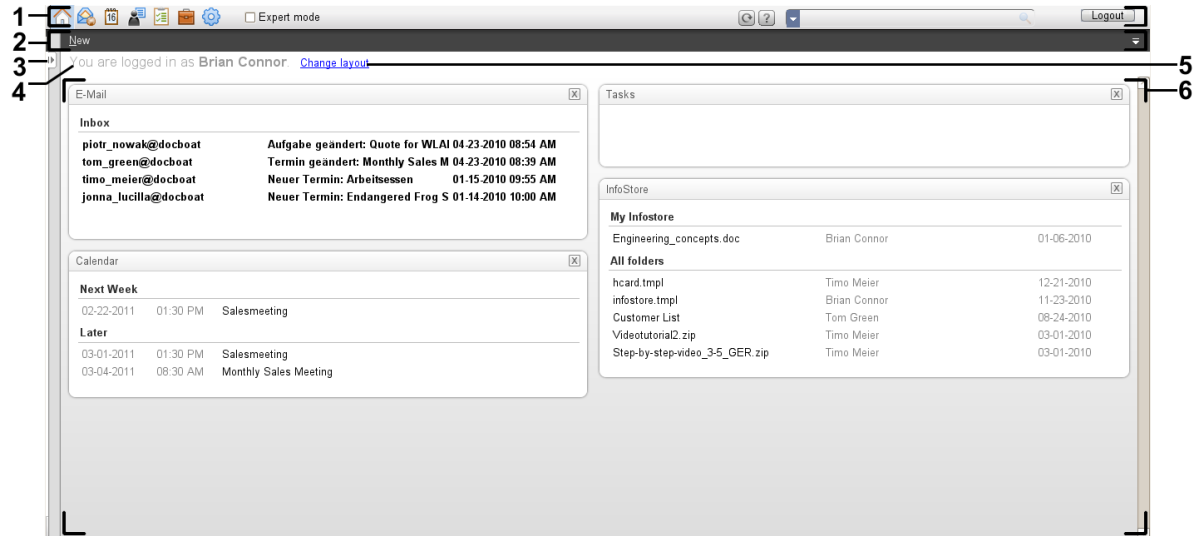 1 16 Expert mode ? Logout
2 New
3
4 You are logged in as Brian Connor. Change layout 5
6
E-Mail X
Inbox
piotr_nowak@docboat Aufgabe geändert: Quote for WLAI 04-23-2010 08:54 AM
tom_green@docboat Termin geändert: Monthly Sales M 04-23-2010 08:39 AM
timo_meier@docboat Neuer Termin: Arbeitsessen 01-15-2010 09:55 AM
jonna_lucilla@docboat Neuer Termin: Endangered Frog S 01-14-2010 10:00 AM
Calendar X
Next Week
02-22-2011 01:30 PM Salesmeeting
Later
03-01-2011 01:30 PM Salesmeeting
03-04-2011 08:30 AM Monthly Sales Meeting
Tasks X
InfoStore X
My Infostore
Engineering_concepts.doc Brian Connor 01-06-2010
All folders
hcard.tmpl Timo Meier 12-21-2010
infostore.tmpl Brian Connor 11-23-2010
Customer List Tom Green 08-24-2010
Videotutorial2.zip Timo Meier 03-01-2010
Step-by-step-video_3-5_GER.zip Timo Meier 03-01-2010